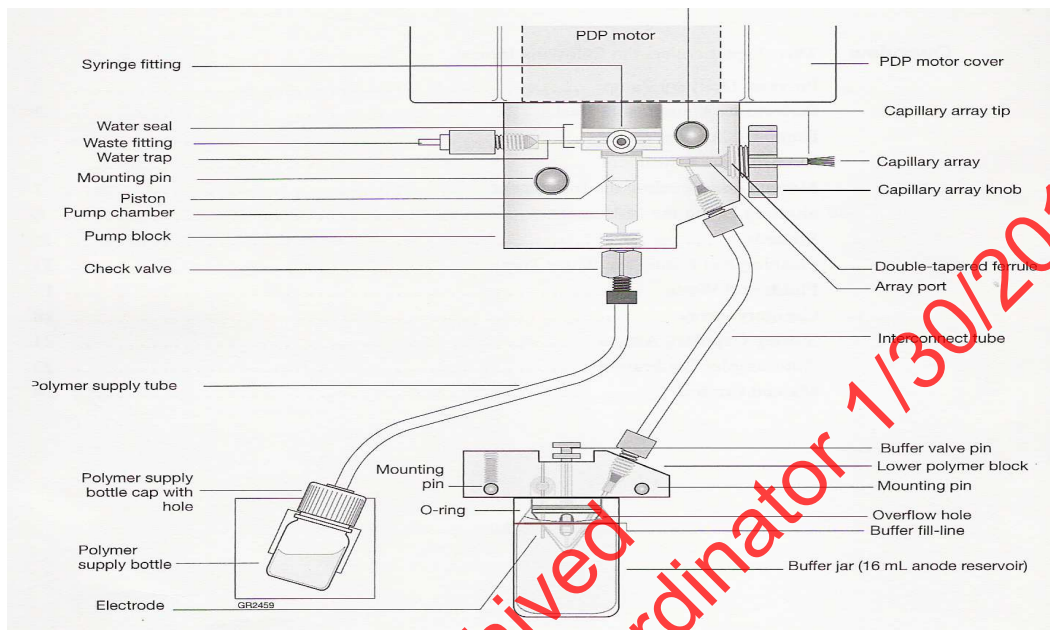 PDP motor
Syringe fitting
PDP motor cover
Capillary array tip
Water seal
Waste fitting
Water trap
Mounting pin
Piston
Pump chamber
Pump block
Check valve
Capillary array
Capillary array knob
Double-tapered ferrule
Array port
Interconnect tube
Polymer supply tube
Polymer supply
bottle cap with
hole
Polymer
supply bottle
Electrode
GR2459
Mounting
pin
O-ring
Buffer valve pin
Lower polymer block
Mounting pin
Overflow hole
Buffer fill-line
Buffer jar (16 mL anode reservoir)
hived
rdinator 1/30/201